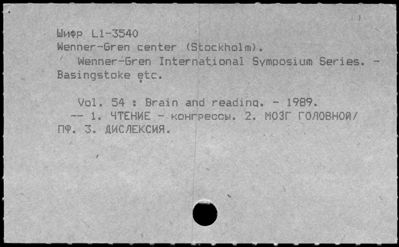 Шифр L1-3540
Wenner-Gren center (Stockholm).
Wenner-Gren International Symposium Series. -
Basingstoke etc.
Vol. 54 : Brain and reading. - 1989.
-- 1. ЧТЕНИЕ - конгрессы. 2. МОЗГ ГОЛОВНОЙ/
ПФ. 3. ДИСЛЕКСИЯ.